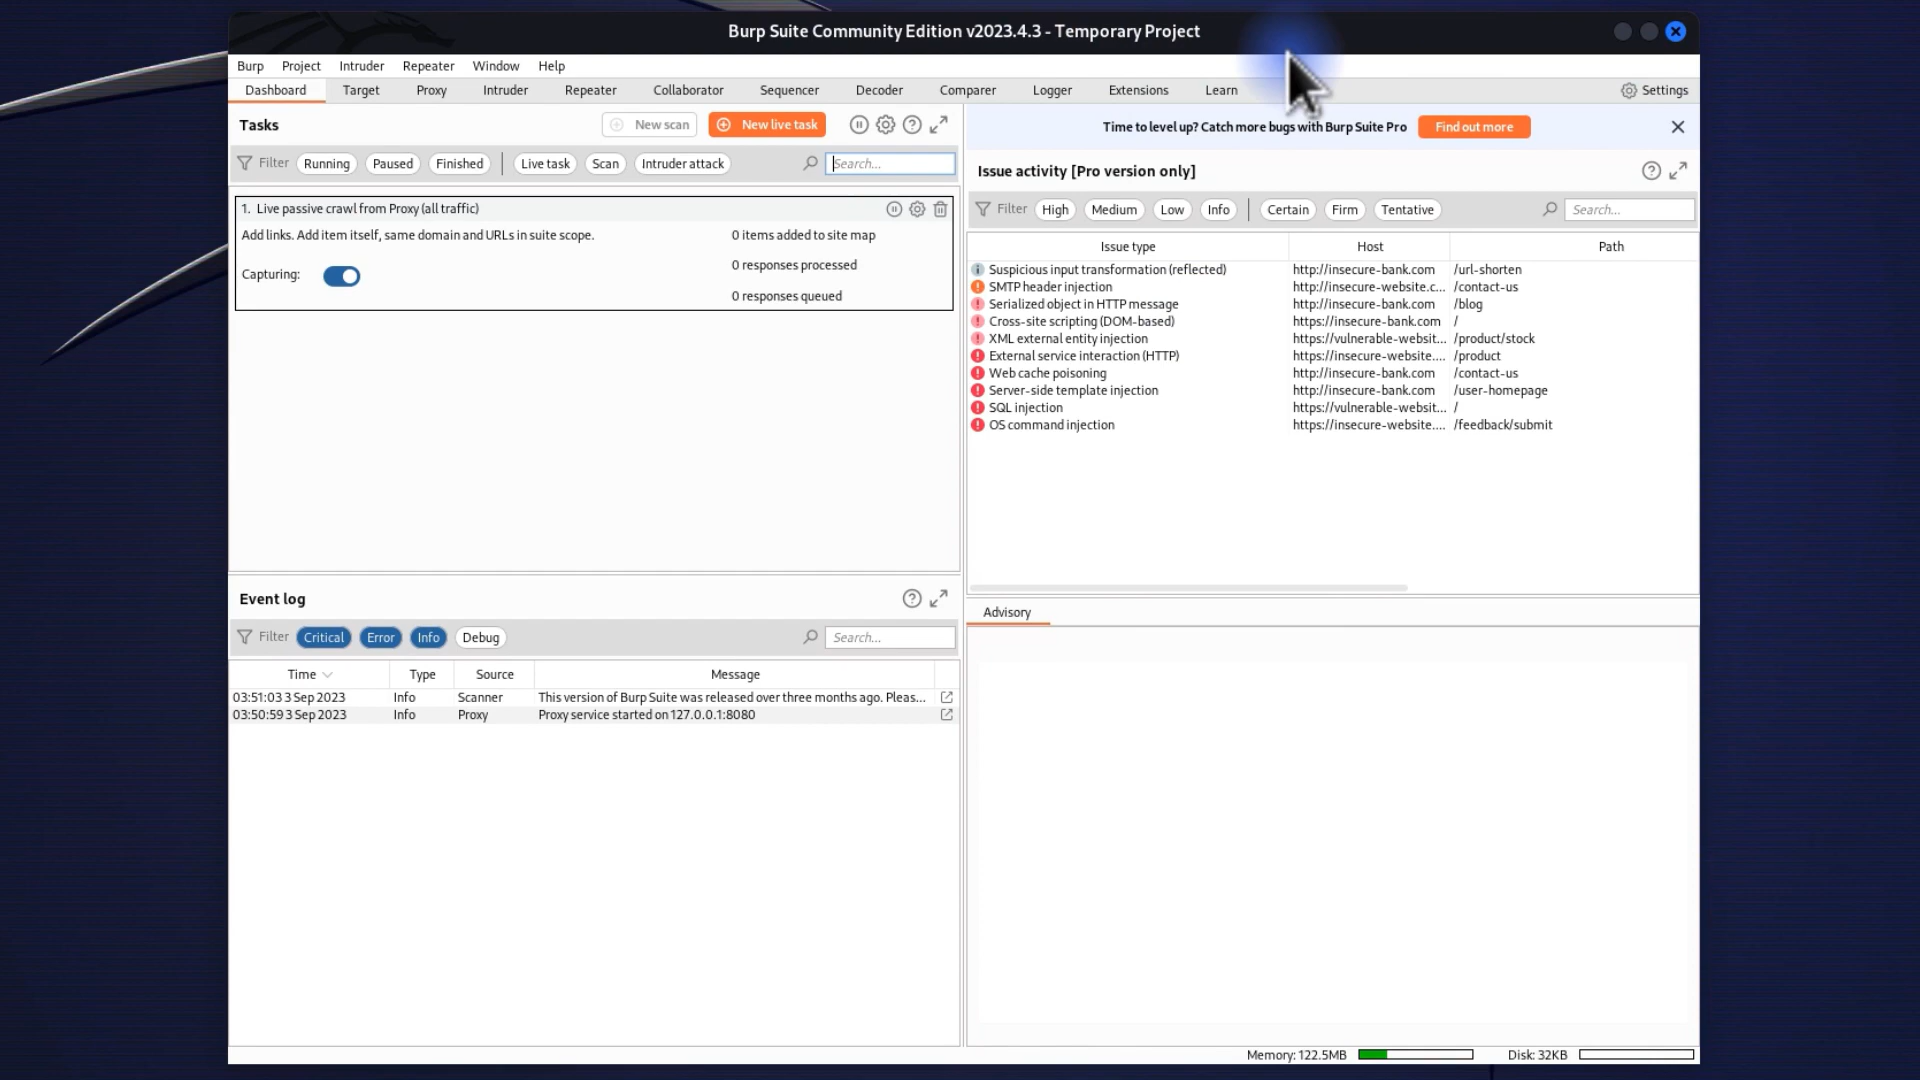 Burp Suite Community Edition v2023.4.3 - Temporary Project
Burp Project Intruder Repeater Window Help
Dashboard Target Proxy Intruder Repeater Collaborator Sequencer Decoder Comparer Logger Extensions Learn Settings
Tasks New scan New live task
Filter Running Paused Finished Live task Scan Intruder attack Search...
1. Live passive crawl from Proxy (all traffic)
Add links. Add item itself, same domain and URLs in suite scope. 0 items added to site map
0 responses processed
Capturing:
0 responses queued
Time to level up? Catch more bugs with Burp Suite Pro Find out more
Issue activity [Pro version only]
Filter High Medium Low Info Certain Firm Tentative Search...
Issue type Host Path
Suspicious input transformation (reflected) http://insecure-bank.com /url-shorten
SMTP header injection http://insecure-website.c... /contact-us
Serialized object in HTTP message http://insecure-bank.com /blog
Cross-site scripting (DOM-based) https://insecure-bank.com /
XML external entity injection https://vulnerable-websit... /product/stock
External service interaction (HTTP) https://insecure-website.... /product
Web cache poisoning http://insecure-bank.com /contact-us
Server-side template injection http://insecure-bank.com /user-homepage
SQL injection https://vulnerable-websit... /
OS command injection https://insecure-website.... /feedback/submit
Event log
Filter Critical Error Info Debug Search...
Time Type Source Message
03:51:03 3 Sep 2023 Info Scanner This version of Burp Suite was released over three months ago. Pleas...
03:50:59 3 Sep 2023 Info Proxy Proxy service started on 127.0.0.1:8080
Advisory
Memory: 122.5MB Disk: 32KB